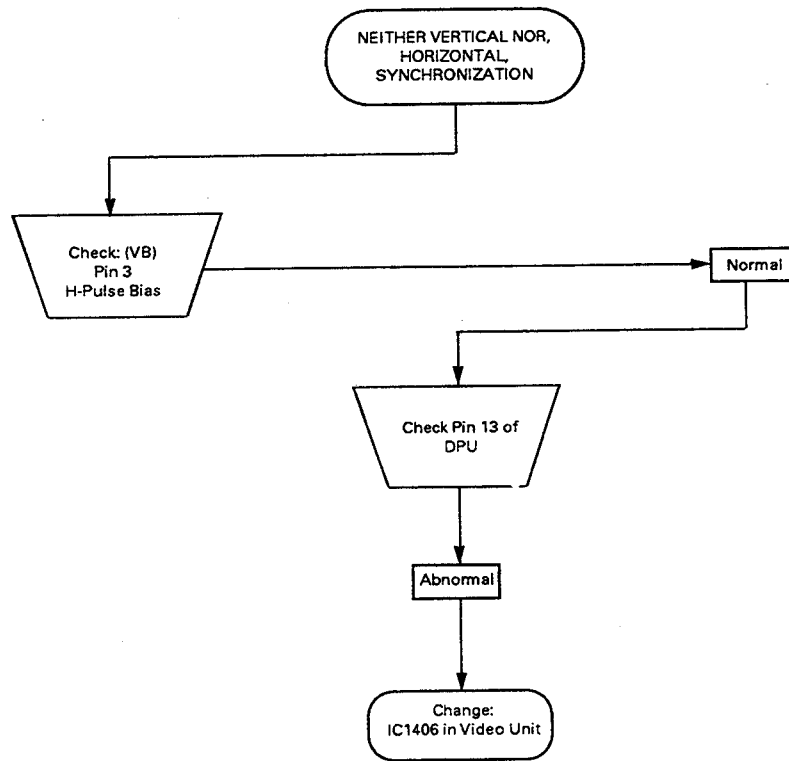 NEITHER VERTICAL NOR,
HORIZONTAL,
SYNCHRONIZATION
Check: (VB)
Pin 3
H-Pulse Bias
Normal
Check Pin 13 of
DPU
Abnormal
Change:
IC1406 in Video Unit